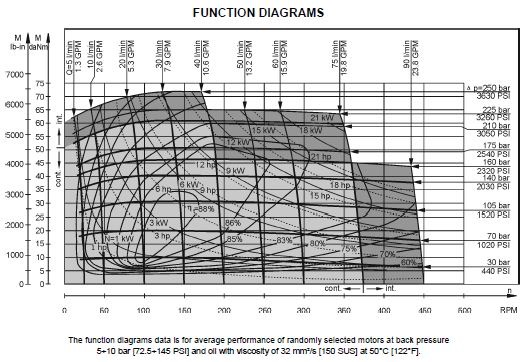 FUNCTION DIAGRAMS
M
lb-in
M
daNm
Q=5 l/min
1.3 GPM
10 l/min
2.6 GPM
20 l/min
5.3 GPM
30 l/min
7.9 GPM
40 l/min
10.6 GPM
50 l/min
13.2 GPM
60 l/min
15.9 GPM
75 l/min
19.8 GPM
90 l/min
23.8 GPM
7000
6000
5000
4000
3000
2000
1000
0
75
70
65
60
55
50
45
40
35
30
25
20
15
10
5
0
int.
cont.
Δ p=250 bar
3630 PSI
225 bar
3260 PSI
210 bar
3050 PSI
175 bar
2540 PSI
160 bar
2320 PSI
140 bar
2030 PSI
105 bar
1520 PSI
70 bar
1020 PSI
30 bar
440 PSI
21 kW
15 kW
18 kW
12 kW
21 hp
12 hp
9 kW
18 hp
6 kW
6 hp
9 hp
15 hp
η=88%
3 kW
86%
N=1 kW
3 hp
85%
83%
80%
75%
1 hp
70%
60%
cont.
int.
n
0
50
100
150
200
250
300
350
400
450
500
600
RPM
The function diagrams data is for average performance of randomly selected motors at back pressure
5÷10 bar [72.5÷145 PSI] and oil with viscosity of 32 mm²/s [150 SUS] at 50°C [122°F].